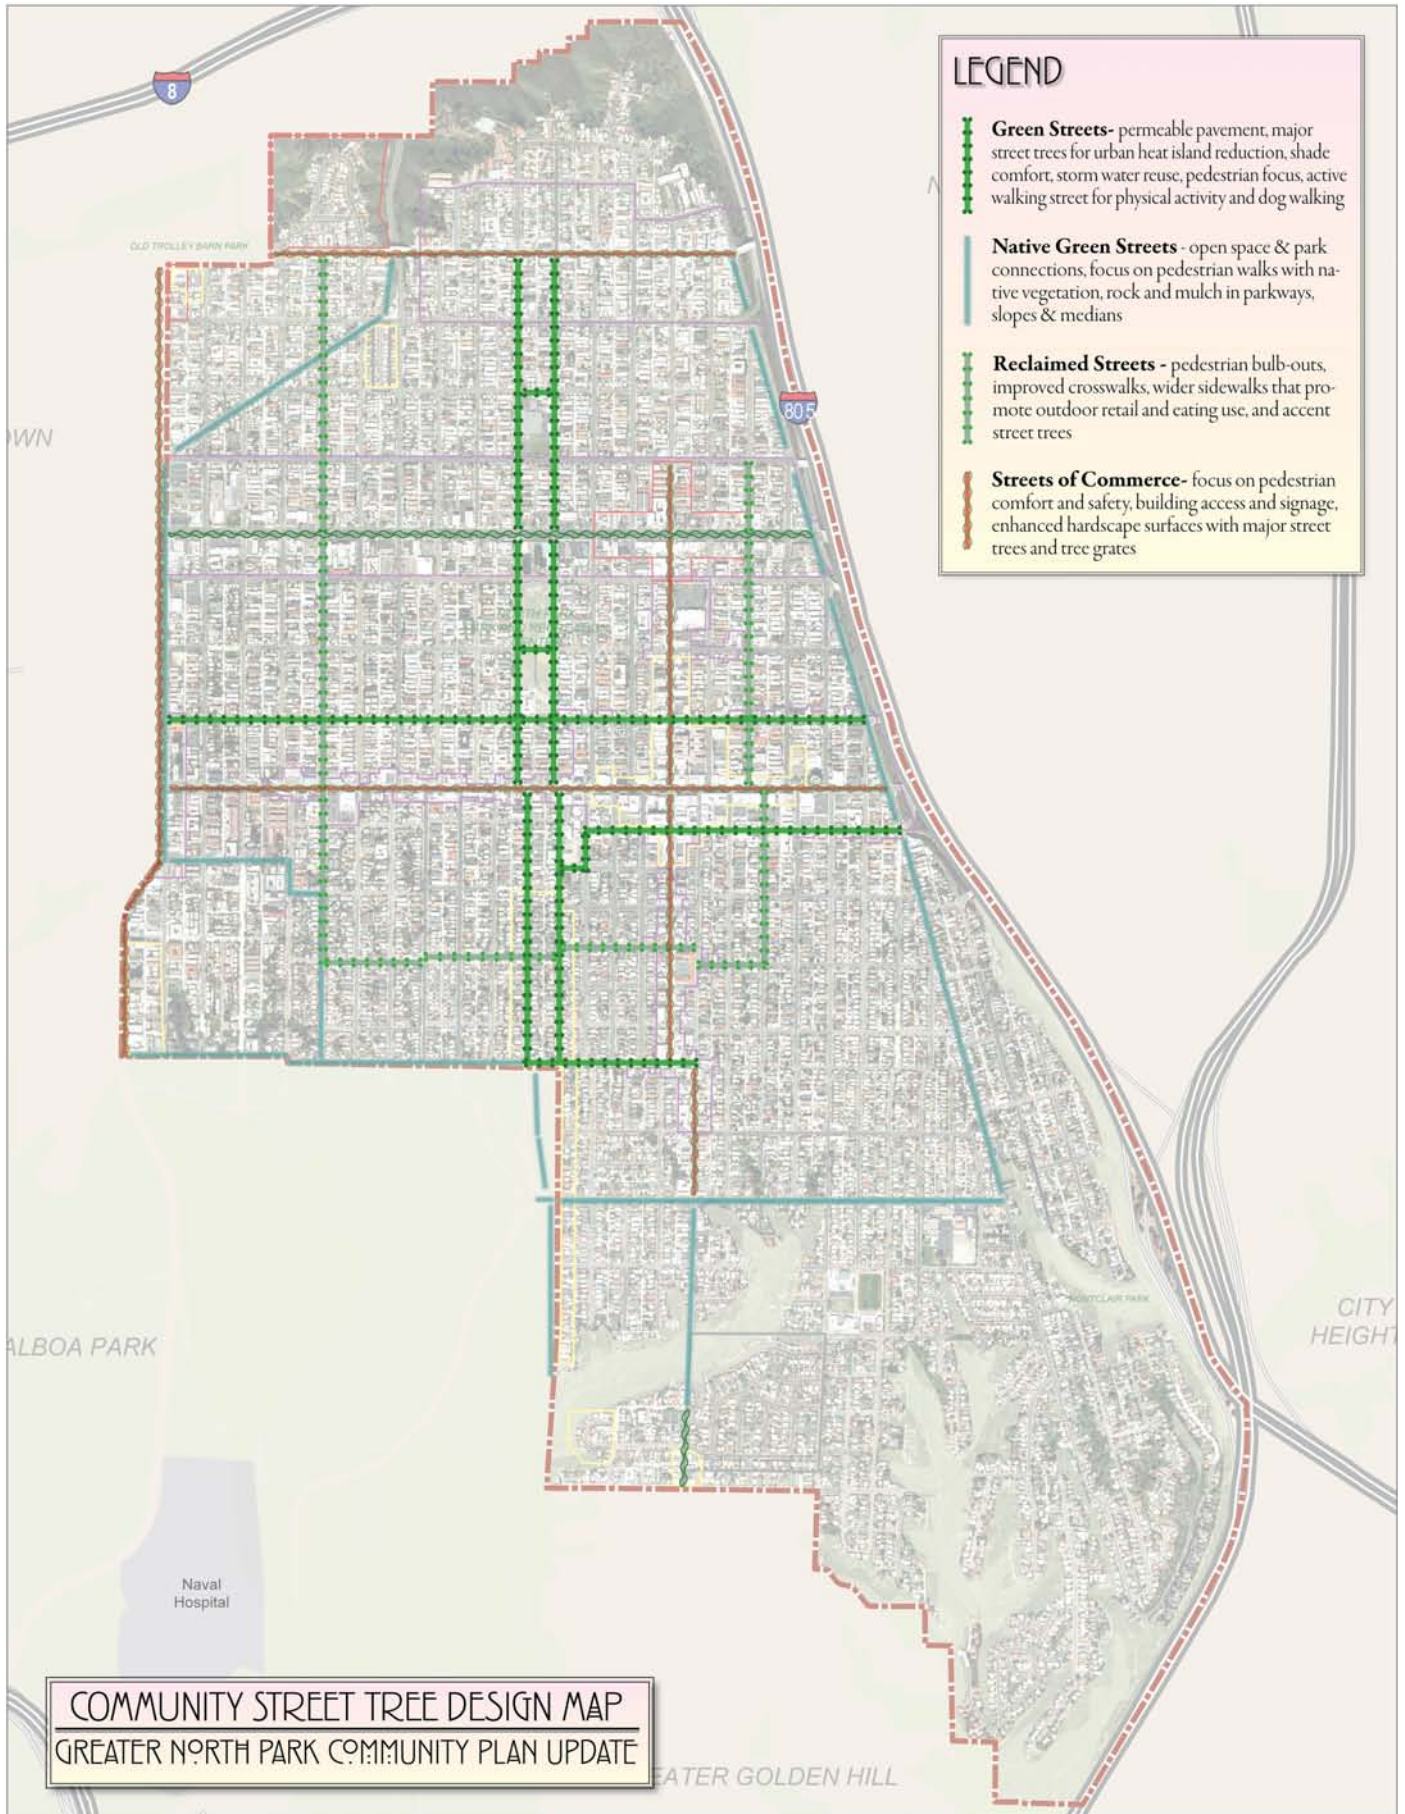 8
LEGEND
Green Streets- permeable pavement, major
street trees for urban heat island reduction, shade
comfort, storm water reuse, pedestrian focus, active
walking street for physical activity and dog walking
N
OLD TROLLEY BARN PARK
Native Green Streets - open space & park
connections, focus on pedestrian walks with na-
tive vegetation, rock and mulch in parkways,
slopes & medians
Reclaimed Streets - pedestrian bulb-outs,
improved crosswalks, wider sidewalks that pro-
mote outdoor retail and eating use, and accent
street trees
805
OWN
Streets of Commerce- focus on pedestrian
comfort and safety, building access and signage,
enhanced hardscape surfaces with major street
trees and tree grates
MONTCLAIR PARK
CITY
HEIGHT
ALBOA PARK
Naval
Hospital
COMMUNITY STREET TREE DESIGN MAP
GREATER NORTH PARK COMMUNITY PLAN UPDATE
EATER GOLDEN HILL